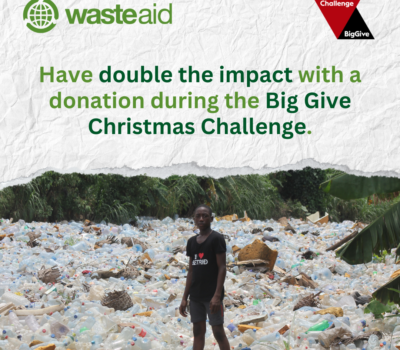 wasteaid
Challenge
BigGive
Have double the impact with a
donation during the Big Give
Christmas Challenge.
I